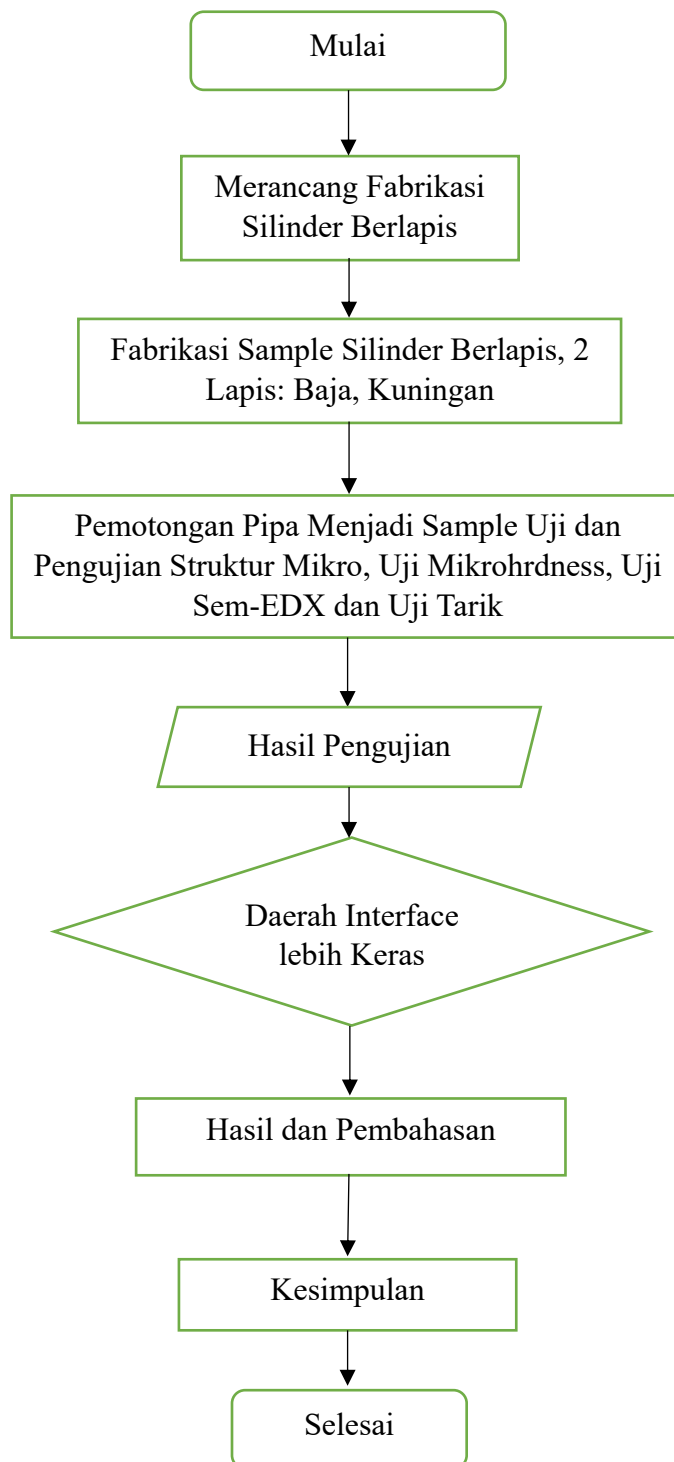 Mulai
Merancang Fabrikasi
Silinder Berlapis
Fabrikasi Sample Silinder Berlapis, 2
Lapis: Baja, Kuningan
Pemotongan Pipa Menjadi Sample Uji dan
Pengujian Struktur Mikro, Uji Mikrohrdness, Uji
Sem-EDX dan Uji Tarik
Hasil Pengujian
Daerah Interface
lebih Keras
Hasil dan Pembahasan
Kesimpulan
Selesai